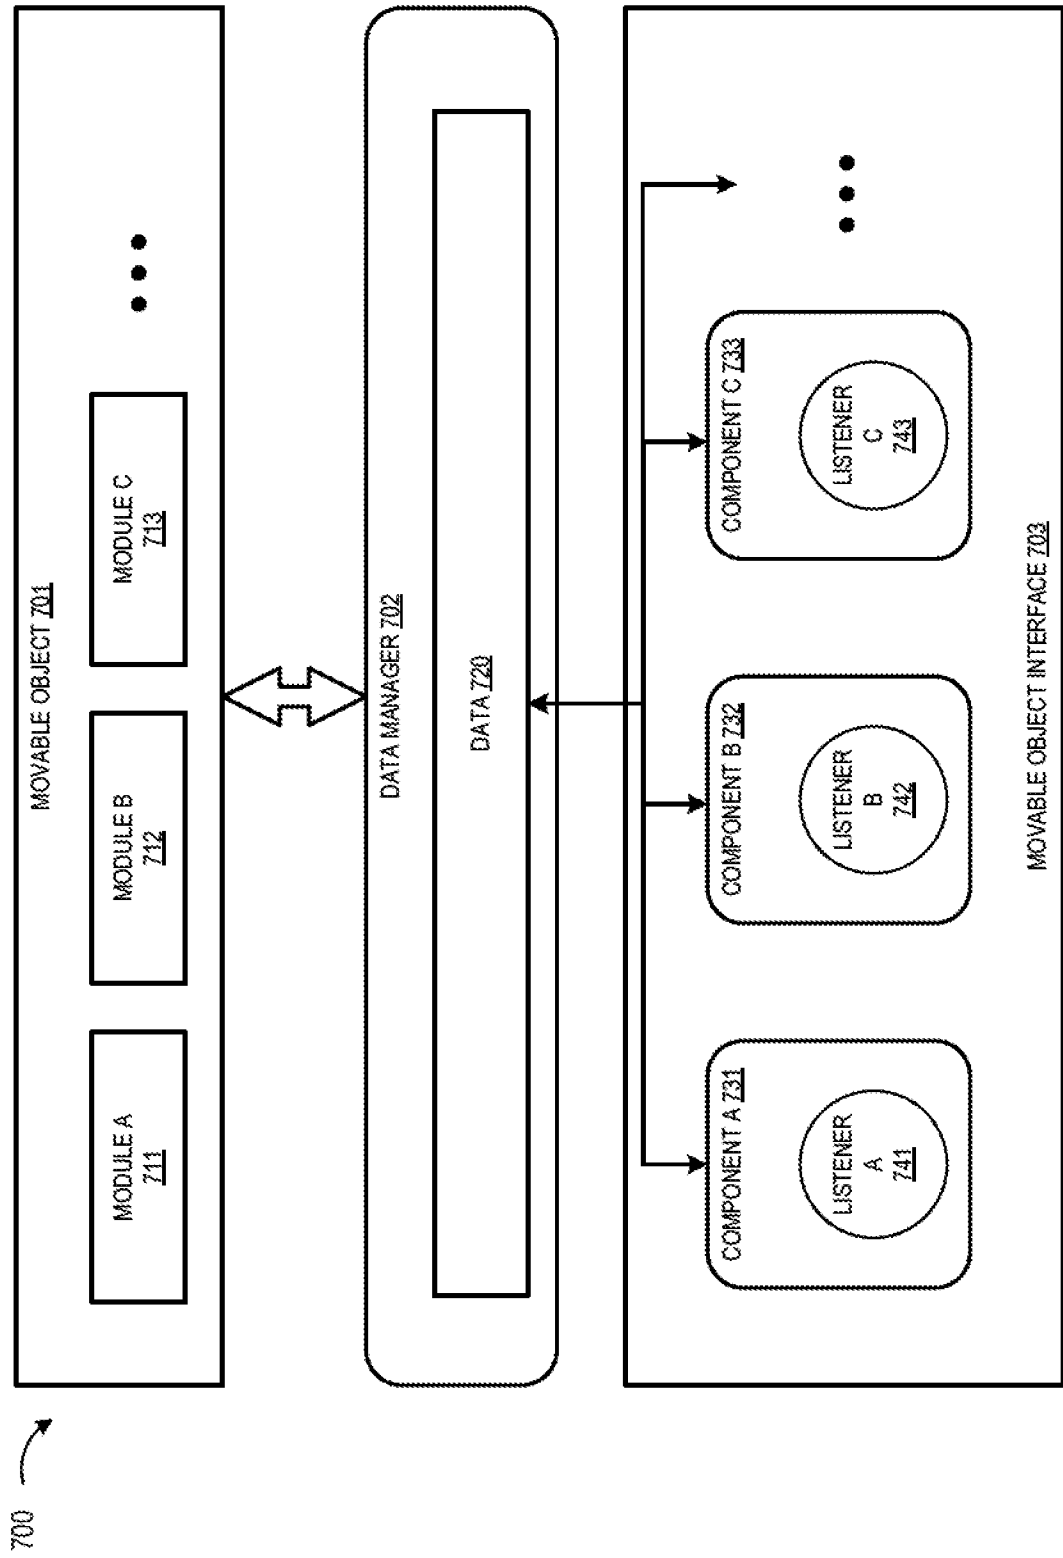 700
MOVABLE OBJECT 701
MODULE A
711
MODULE B
712
MODULE C
713
DATA MANAGER 702
DATA 720
COMPONENT A 731
LISTENER
A
741
COMPONENT B 732
LISTENER
B
742
COMPONENT C 733
LISTENER
C
743
MOVABLE OBJECT INTERFACE 703